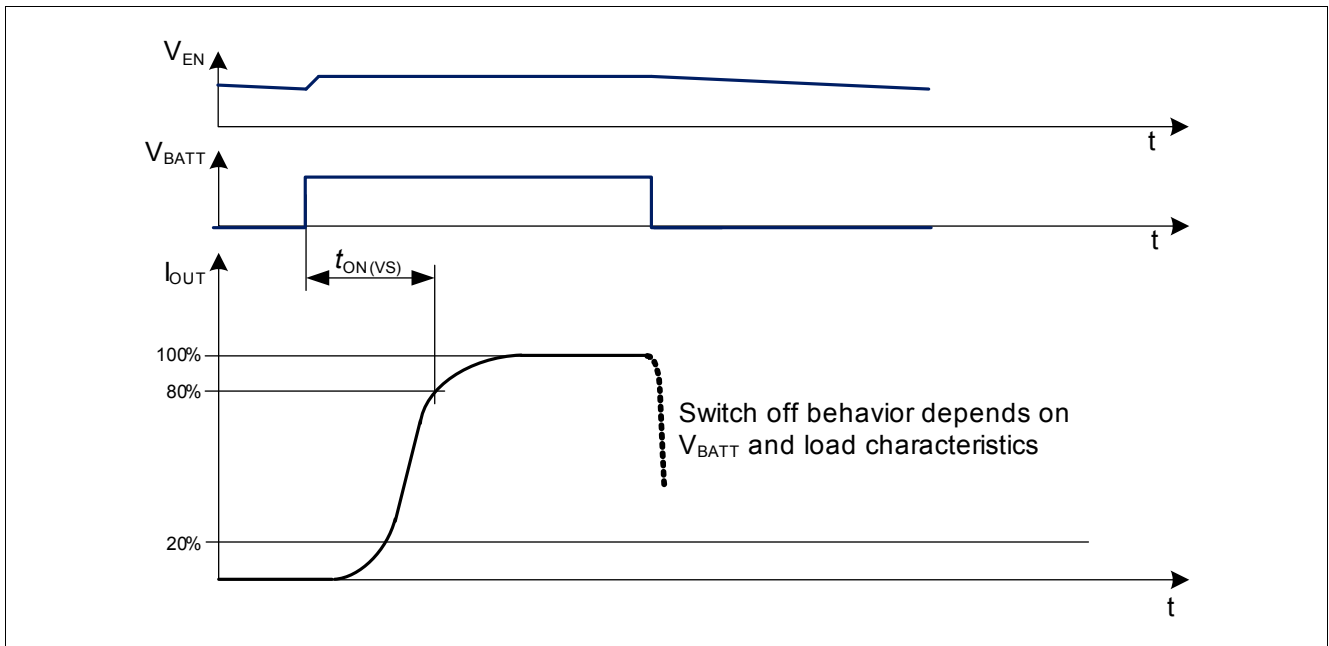 VEN
t
VBATT
t
IOUT
tON(VS)
100%
80%
Switch off behavior depends on
VBATT and load characteristics
20%
t